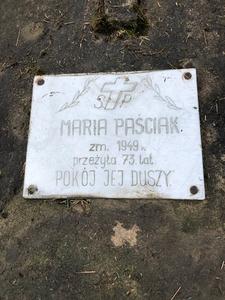 Ś P
MARIA PAŚCIAK
zm. 1949 r.
przeżyła 73. lat.
POKÓJ JEJ DUSZY.